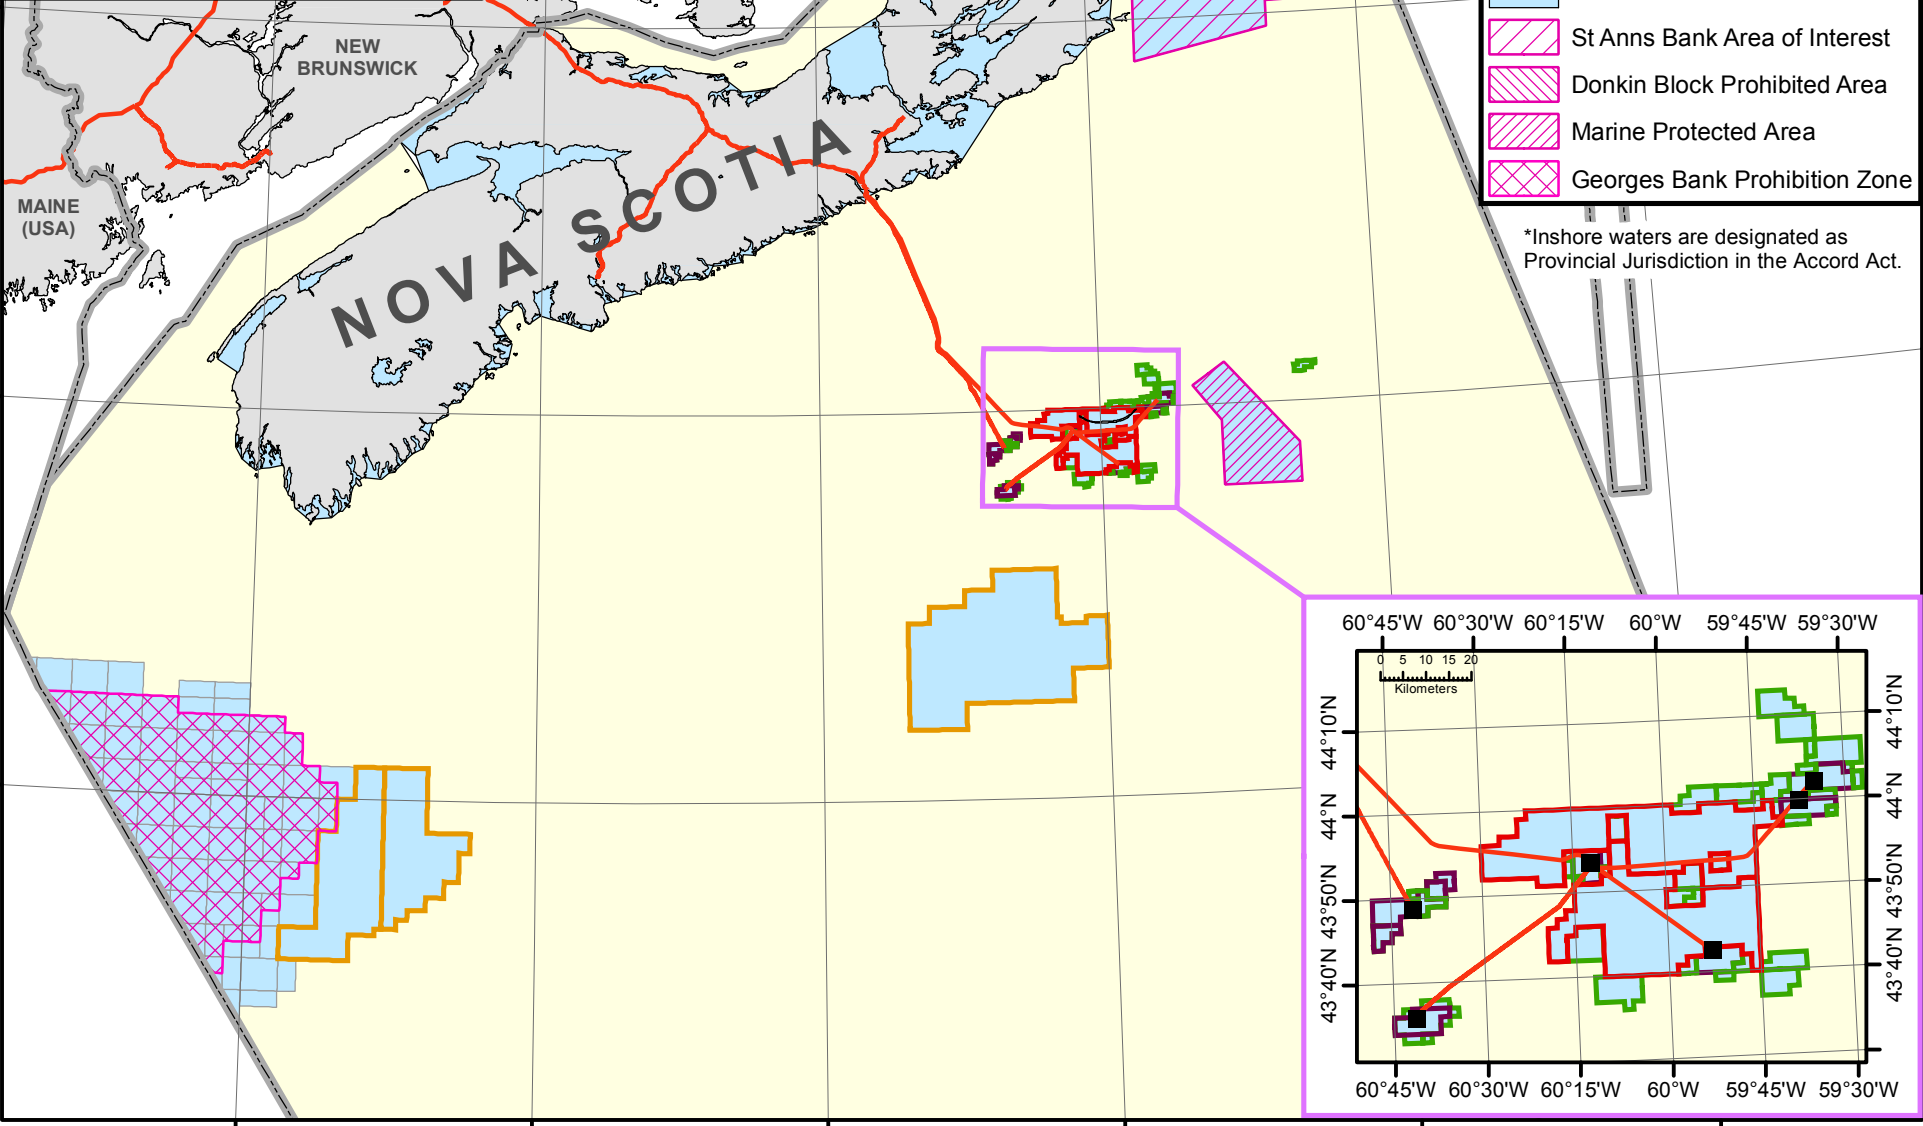 NEW
BRUNSWICK
MAINE
(USA)
NOVA SCOTIA
St Anns Bank Area of Interest
Donkin Block Prohibited Area
Marine Protected Area
Georges Bank Prohibition Zone
*Inshore waters are designated as
Provincial Jurisdiction in the Accord Act.
60°45'W 60°30'W 60°15'W 60°W 59°45'W 59°30'W
0 5 10 15 20
Kilometers
44°10'N
44°N
43°50'N
43°40'N
44°10'N
44°N
43°50'N
43°40'N
60°45'W 60°30'W 60°15'W 60°W 59°45'W 59°30'W